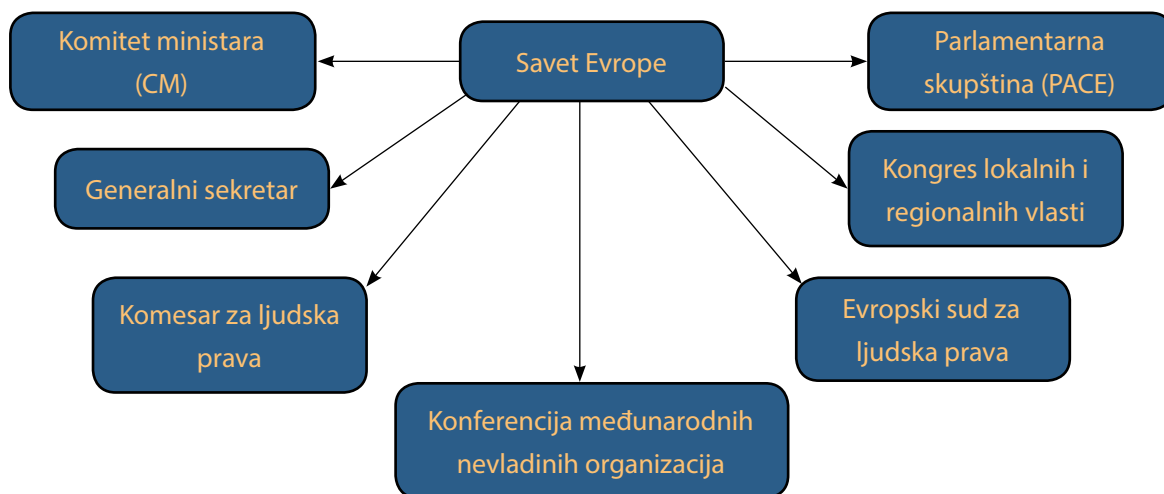 Komitet ministara
(CM)
Savet Evrope
Parlamentarna
skupština (PACE)
Generalni sekretar
Kongres lokalnih i
regionalnih vlasti
Komesar za ljudska
prava
Evropski sud za
ljudska prava
Konferencija međunarodnih
nevladinih organizacija